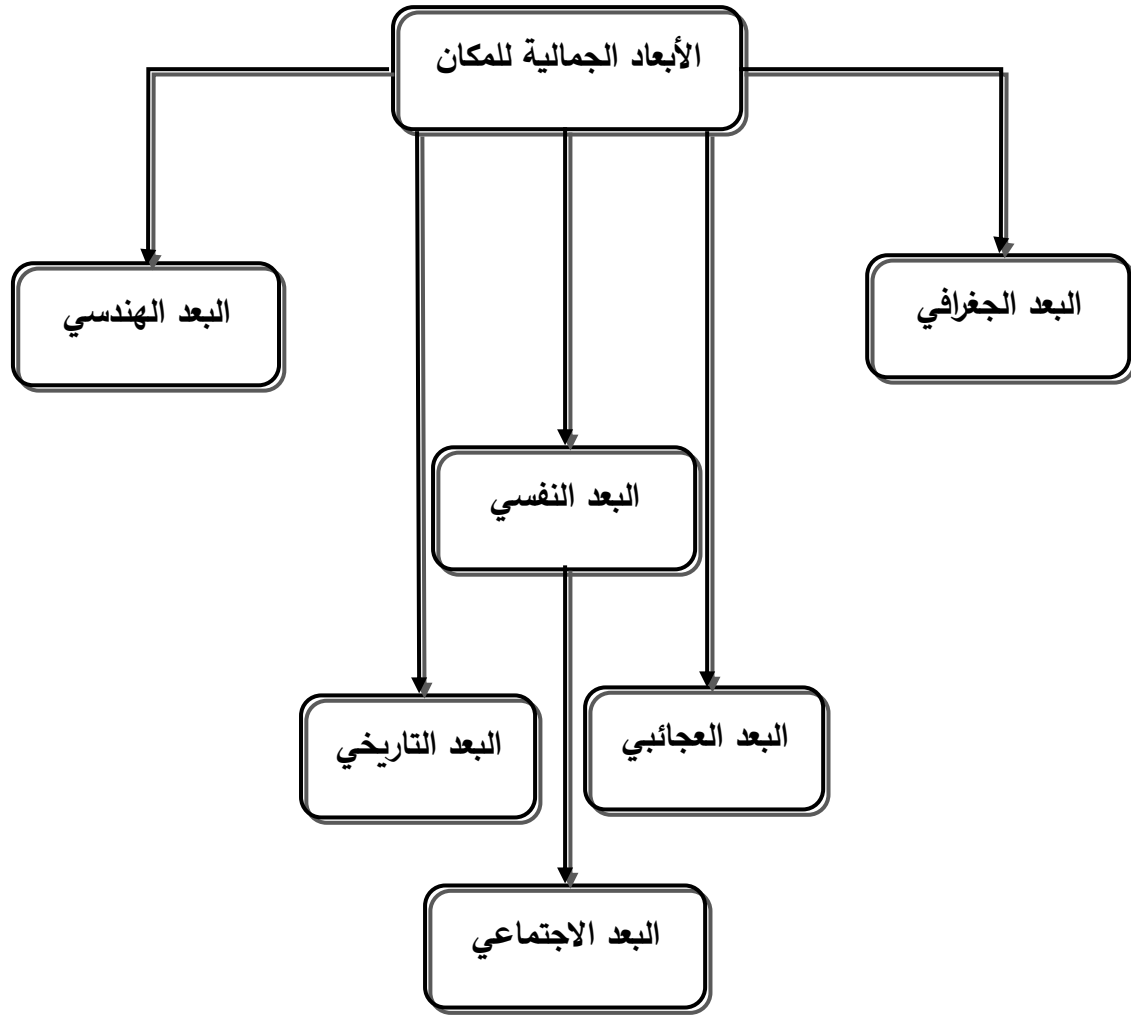 الأبعاد الجمالية للمكان
البعد الجغرافي
البعد الهندسي
البعد النفسي
البعد العجائبي
البعد التاريخي
البعد الاجتماعي